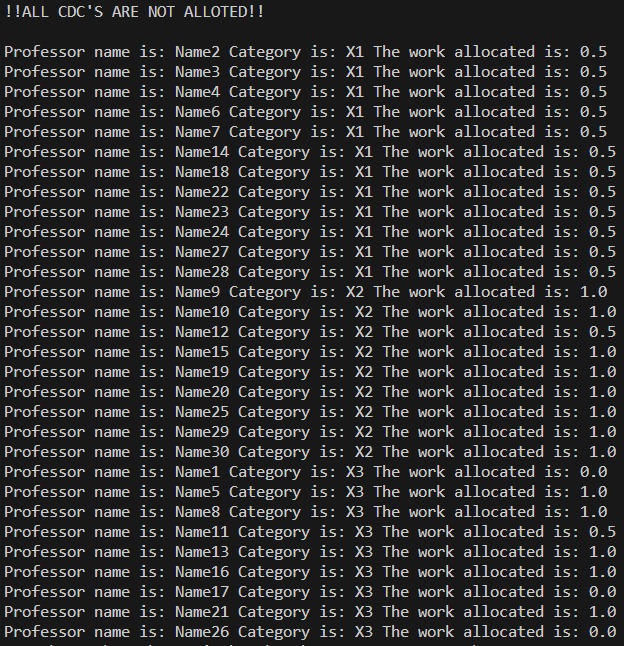 !!ALL CDC'S ARE NOT ALLOTED!!
Professor name is: Name2 Category is: X1 The work allocated is: 0.5
Professor name is: Name3 Category is: X1 The work allocated is: 0.5
Professor name is: Name4 Category is: X1 The work allocated is: 0.5
Professor name is: Name6 Category is: X1 The work allocated is: 0.5
Professor name is: Name7 Category is: X1 The work allocated is: 0.5
Professor name is: Name14 Category is: X1 The work allocated is: 0.5
Professor name is: Name18 Category is: X1 The work allocated is: 0.5
Professor name is: Name22 Category is: X1 The work allocated is: 0.5
Professor name is: Name23 Category is: X1 The work allocated is: 0.5
Professor name is: Name24 Category is: X1 The work allocated is: 0.5
Professor name is: Name27 Category is: X1 The work allocated is: 0.5
Professor name is: Name28 Category is: X1 The work allocated is: 0.5
Professor name is: Name9 Category is: X2 The work allocated is: 1.0
Professor name is: Name10 Category is: X2 The work allocated is: 1.0
Professor name is: Name12 Category is: X2 The work allocated is: 0.5
Professor name is: Name15 Category is: X2 The work allocated is: 1.0
Professor name is: Name19 Category is: X2 The work allocated is: 1.0
Professor name is: Name20 Category is: X2 The work allocated is: 1.0
Professor name is: Name25 Category is: X2 The work allocated is: 1.0
Professor name is: Name29 Category is: X2 The work allocated is: 1.0
Professor name is: Name30 Category is: X2 The work allocated is: 1.0
Professor name is: Name1 Category is: X3 The work allocated is: 0.0
Professor name is: Name5 Category is: X3 The work allocated is: 1.0
Professor name is: Name8 Category is: X3 The work allocated is: 1.0
Professor name is: Name11 Category is: X3 The work allocated is: 0.5
Professor name is: Name13 Category is: X3 The work allocated is: 1.0
Professor name is: Name16 Category is: X3 The work allocated is: 1.0
Professor name is: Name17 Category is: X3 The work allocated is: 0.0
Professor name is: Name21 Category is: X3 The work allocated is: 1.0
Professor name is: Name26 Category is: X3 The work allocated is: 0.0